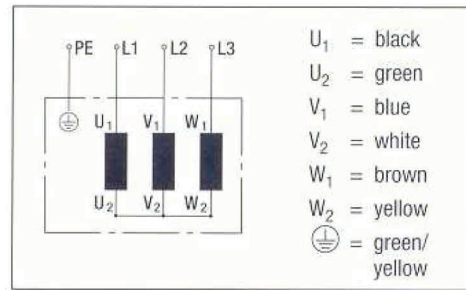 PE L1 L2 L3
U₁ V₁ W₁
U₂ V₂ W₂
U₁ = black
U₂ = green
V₁ = blue
V₂ = white
W₁ = brown
W₂ = yellow
⏚ = green/
yellow